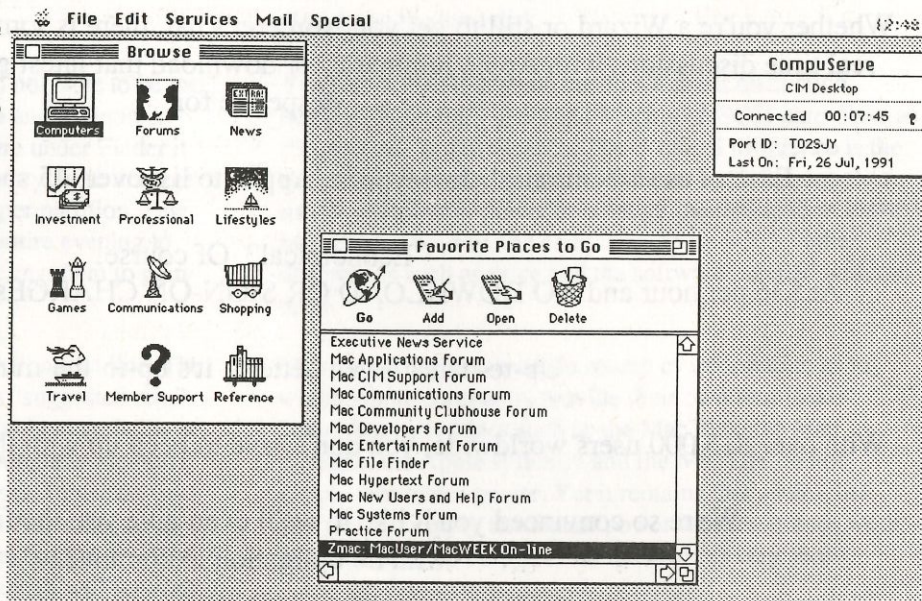 File Edit Services Mail Special
12:48
Browse
Computers Forums News
Investment Professional Lifestyles
Games Communications Shopping
Travel Member Support Reference
CompuServe
CIM Desktop
Connected 00:07:45
Port ID: T02SJY
Last On: Fri, 26 Jul, 1991
Favorite Places to Go
Go Add Open Delete
Executive News Service
Mac Applications Forum
Mac CIM Support Forum
Mac Communications Forum
Mac Community Clubhouse Forum
Mac Developers Forum
Mac Entertainment Forum
Mac File Finder
Mac Hypertext Forum
Mac New Users and Help Forum
Mac Systems Forum
Practice Forum
Zmac: MacUser/MacWEEK On-line